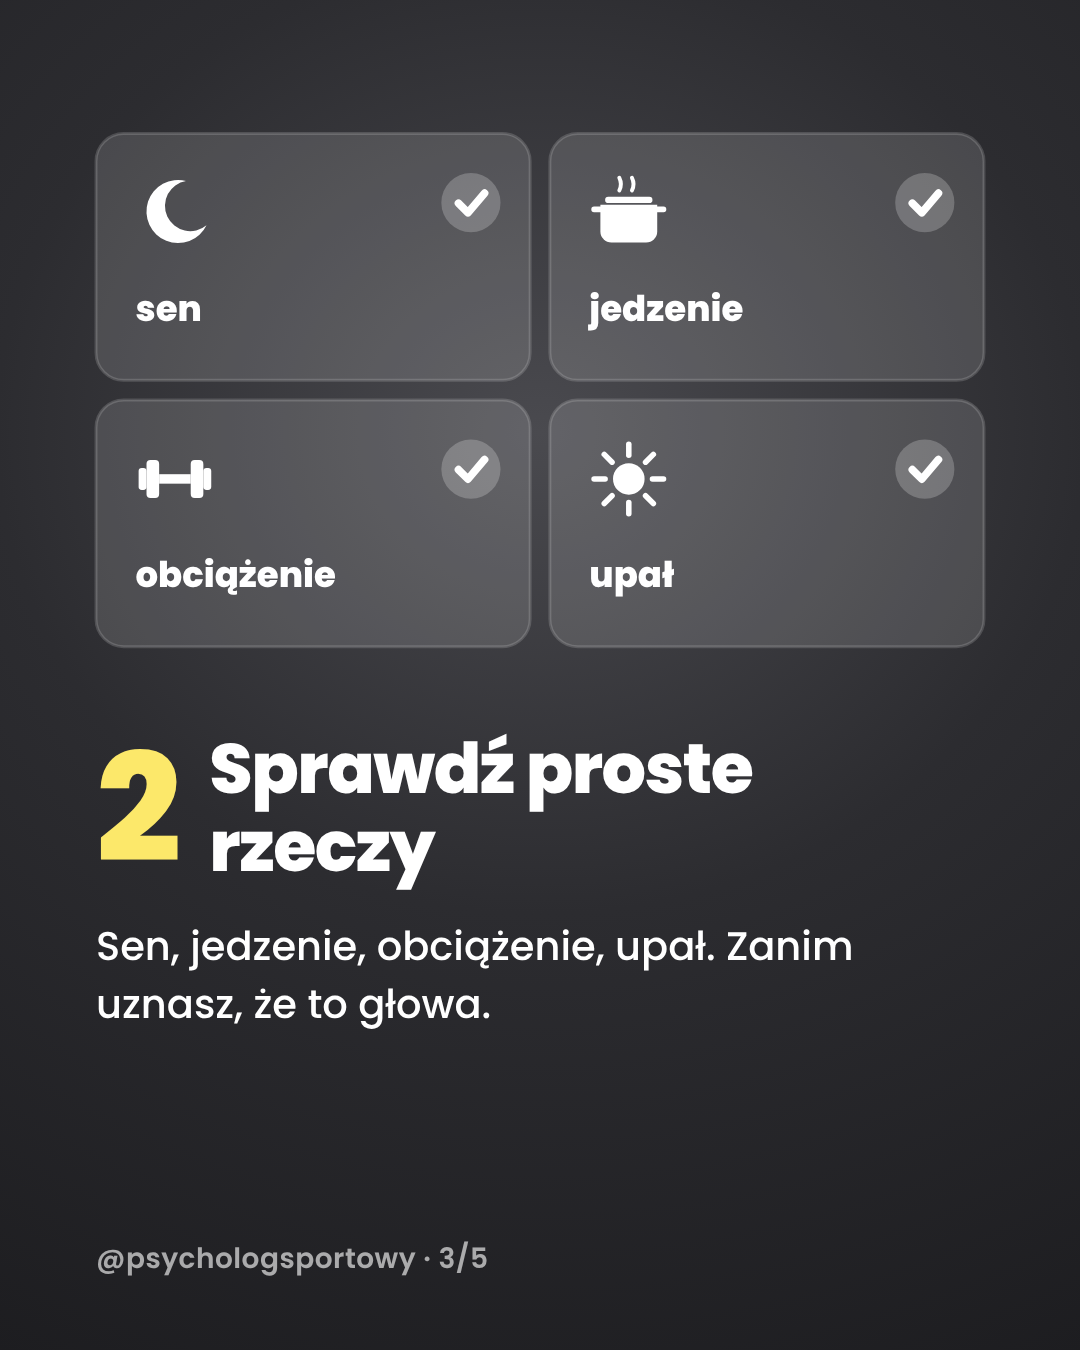 sen
jedzenie
obciążenie
upał
2
Sprawdź proste
rzeczy
Sen, jedzenie, obciążenie, upał. Zanim
uznasz, że to głowa.
@psychologsportowy · 3/5